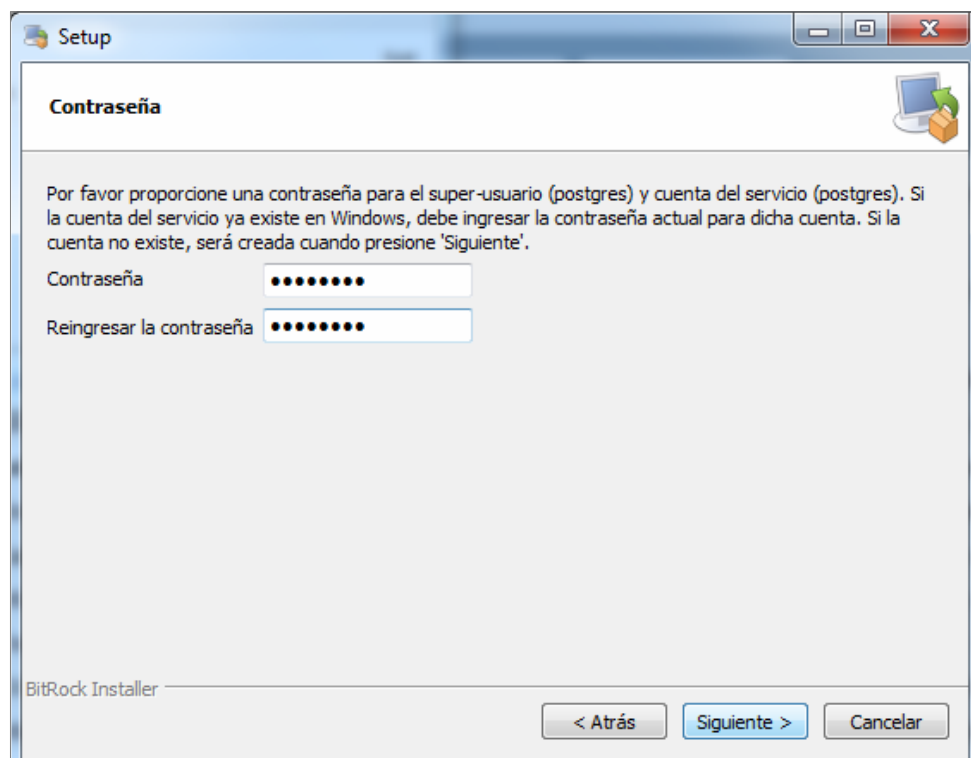 Setup
Contraseña
Por favor proporcione una contraseña para el super-usuario (postgres) y cuenta del servicio (postgres). Si
la cuenta del servicio ya existe en Windows, debe ingresar la contraseña actual para dicha cuenta. Si la
cuenta no existe, será creada cuando presione 'Siguiente'.
Contraseña ••••••••
Reingresar la contraseña ••••••••
BitRock Installer
< Atrás Siguiente > Cancelar